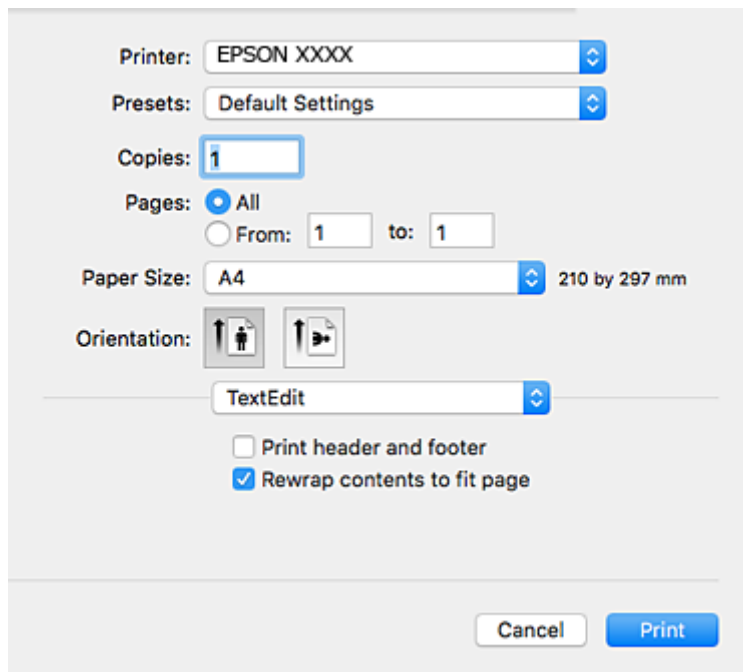 Printer: EPSON XXXX
Presets: Default Settings
Copies: 1
Pages: All
From: 1 to: 1
Paper Size: A4 210 by 297 mm
Orientation:
TextEdit
Print header and footer
Rewrap contents to fit page
Cancel Print